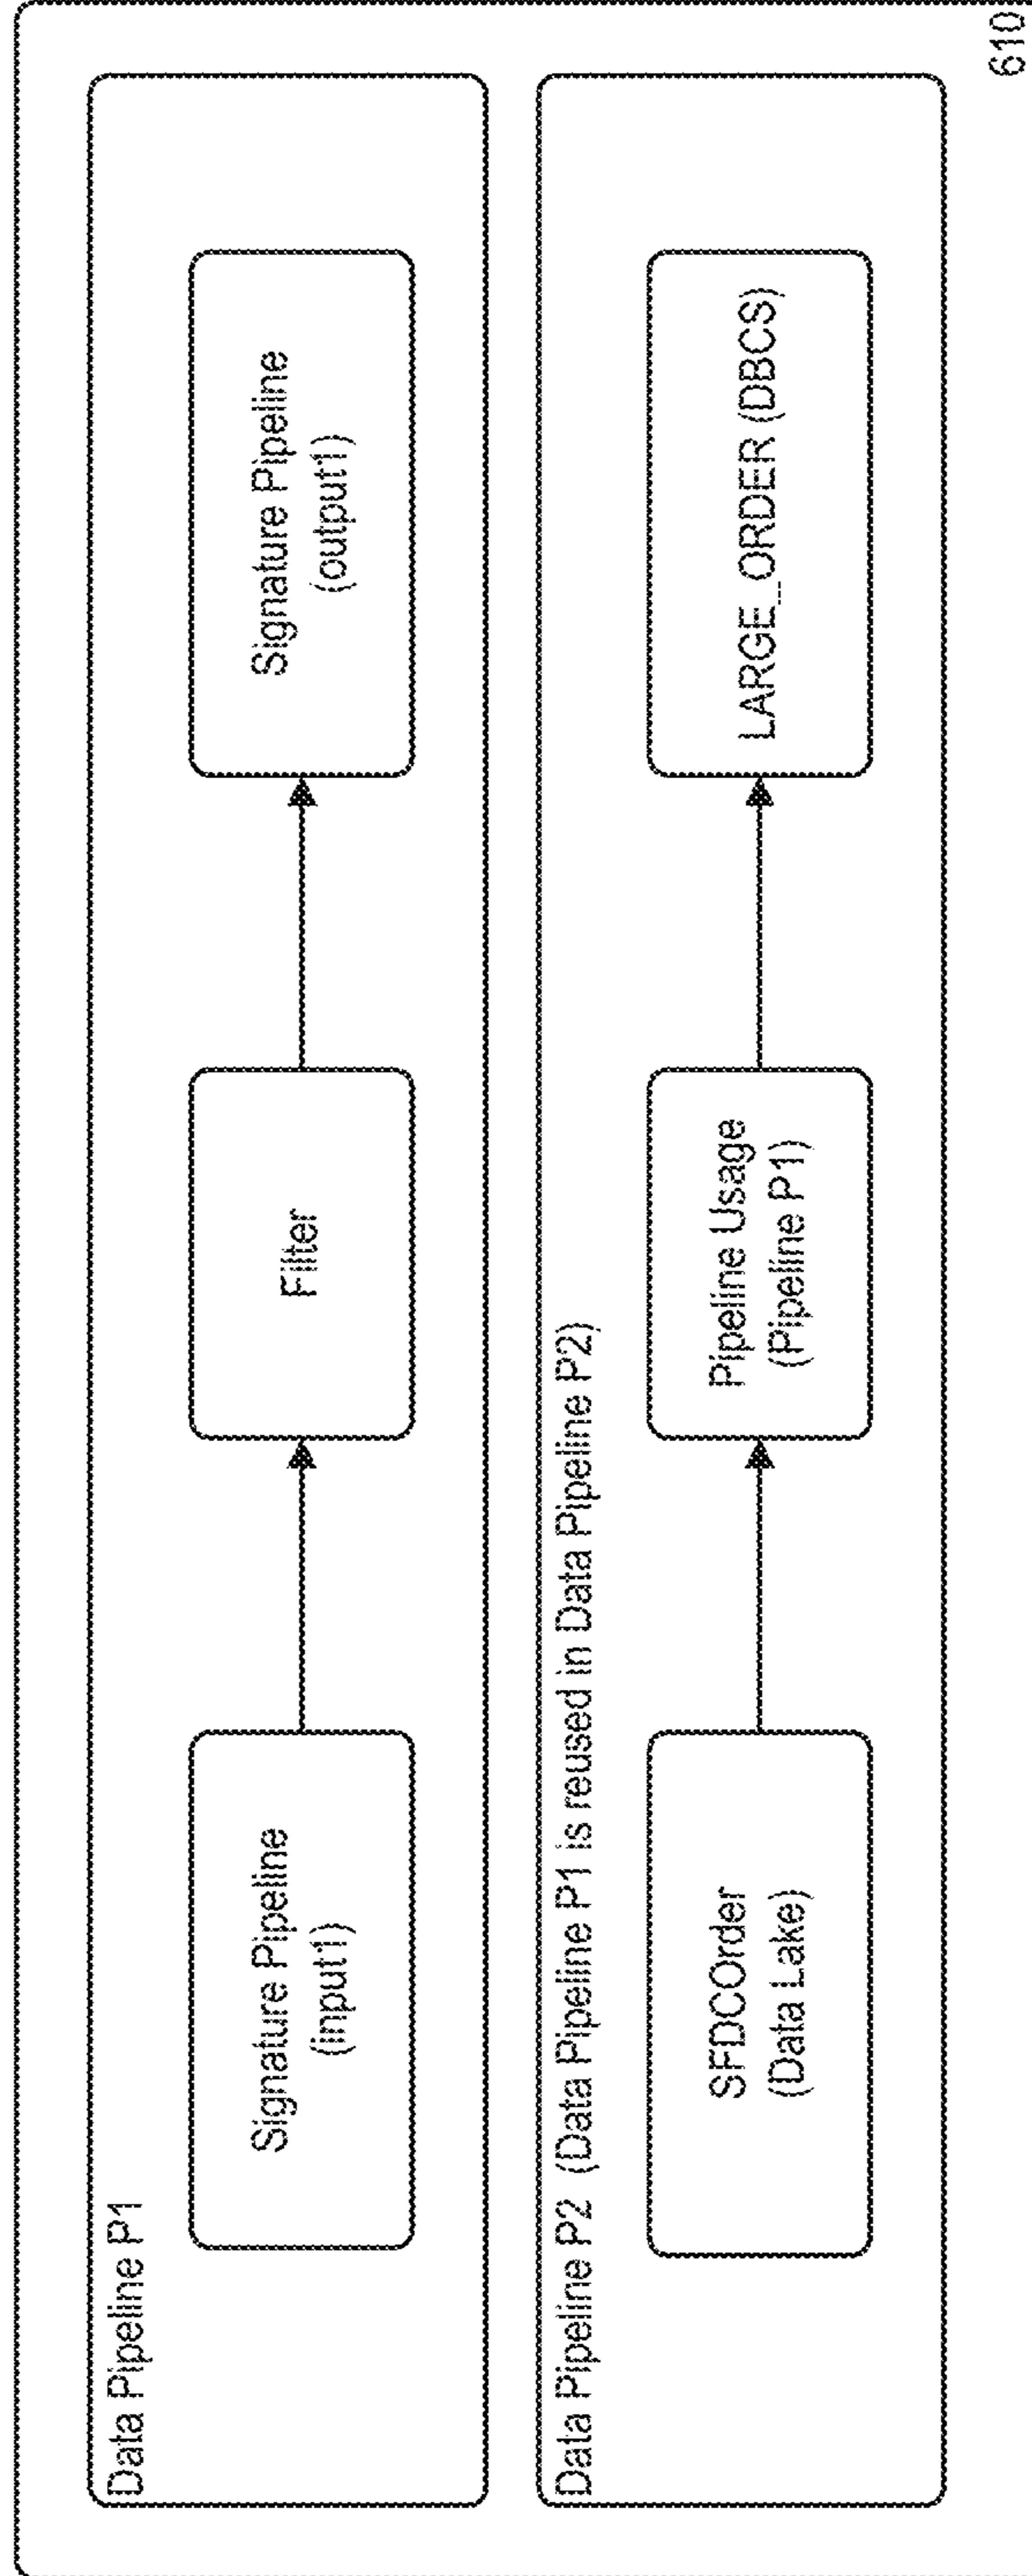 Data Pipeline P1
Signature Pipeline
(input1)
Filter
Signature Pipeline
(output1)
Data Pipeline P2 (Data Pipeline P1 is reused in Data Pipeline P2)
SFDCOrder
(Data Lake)
Pipeline Usage
(Pipeline P1)
LARGE_ORDER (DBCS)
610